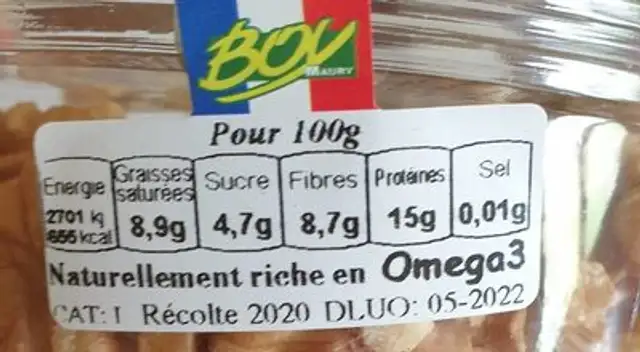 BOV
MAURY
Pour 100g
Energie Graisses saturées Sucre Fibres Protéines Sel
2701 kj 655 kcal 8,9g 4,7g 8,7g 15g 0,01g
Naturellement riche en Omega3
CAT: I Récolte 2020 DLUO: 05-2022